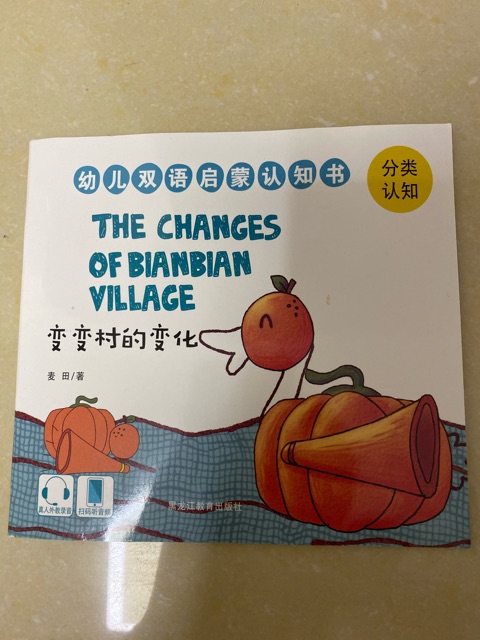 幼儿双语启蒙认知书
分类
认知
THE CHANGES
OF BIANBIAN
VILLAGE
变变村的变化
麦 田/著
真人外教录音
扫码听音频
黑龙江教育出版社